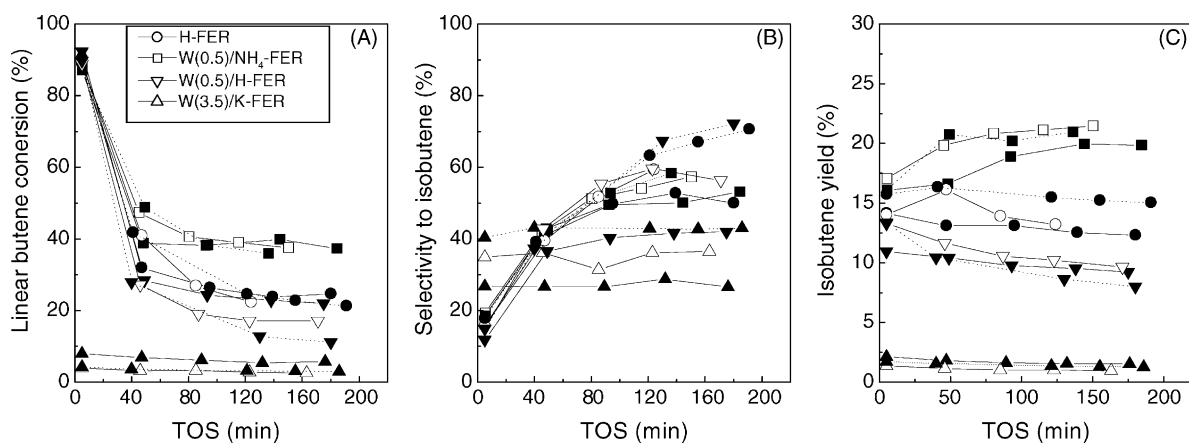 (A)
H-FER
W(0.5)/NH4-FER
W(0.5)/H-FER
W(3.5)/K-FER
Linear butene conersion (%)
100
80
60
40
20
0
0 40 80 120 160 200
TOS (min)
(B)
Selectivity to isobutene (%)
100
80
60
40
20
0
0 40 80 120 160 200
TOS (min)
(C)
Isobutene yield (%)
30
25
20
15
10
5
0
0 50 100 150 200
TOS (min)